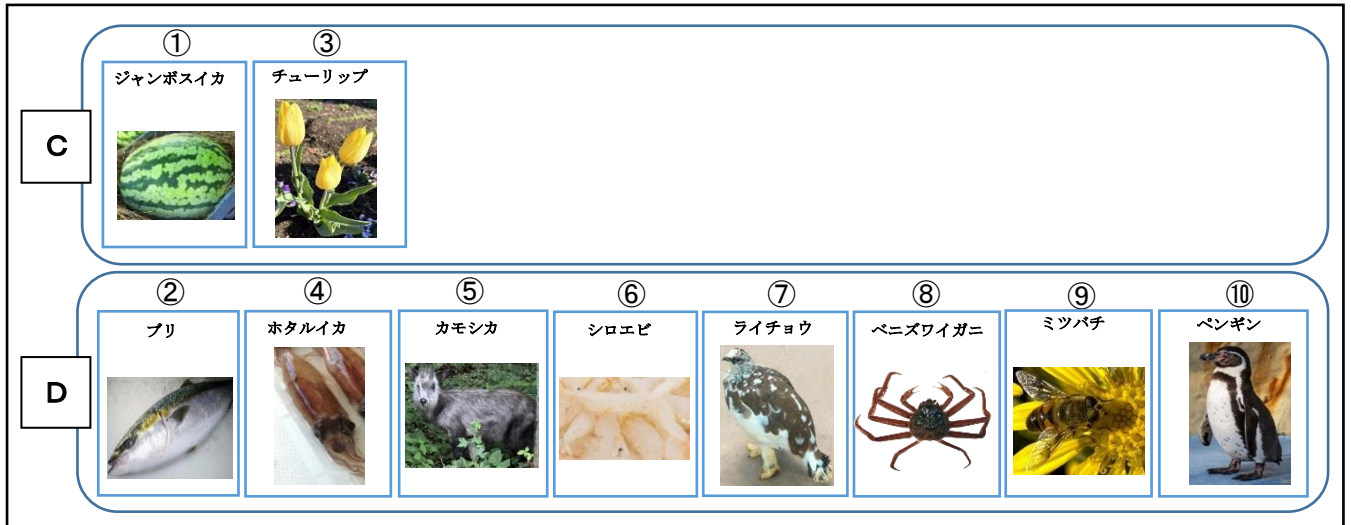 ① ③
ジャンボスイカ チューリップ
C
② ④ ⑤ ⑥ ⑦ ⑧ ⑨ ⑩
ブリ ホタルイカ カモシカ シロエビ ライチョウ ベニズワイガニ ミツバチ ペンギン
D